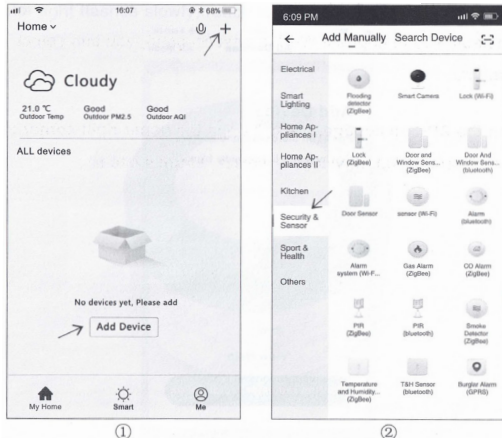 16:07
68%
Home
Cloudy
21.0 ℃
Outdoor Temp
Good
Outdoor PM2.5
Good
Outdoor AQI
ALL devices
No devices yet, Please add
Add Device
My Home
Smart
Me
①
6:09 PM
Add Manually
Search Device
Electrical
Smart
Lighting
Home Ap-
pliances I
Home Ap-
pliances II
Kitchen
Security &
Sensor
Sport &
Health
Others
Flooding
detector
(ZigBee)
Smart Camera
Lock (Wi-Fi)
Lock
(ZigBee)
Door and
Window Sens...
(ZigBee)
Door And
Window Sens...
(bluetooth)
Door Sensor
sensor (Wi-Fi)
Alarm
(bluetooth)
Alarm
system (Wi-F...
Gas Alarm
(ZigBee)
CO Alarm
(ZigBee)
PIR
(ZigBee)
PIR
(bluetooth)
Smoke
Detector
(ZigBee)
Temperature
and Humidity...
(ZigBee)
T&H Sensor
(bluetooth)
Burglar Alarm
(GPRS)
②